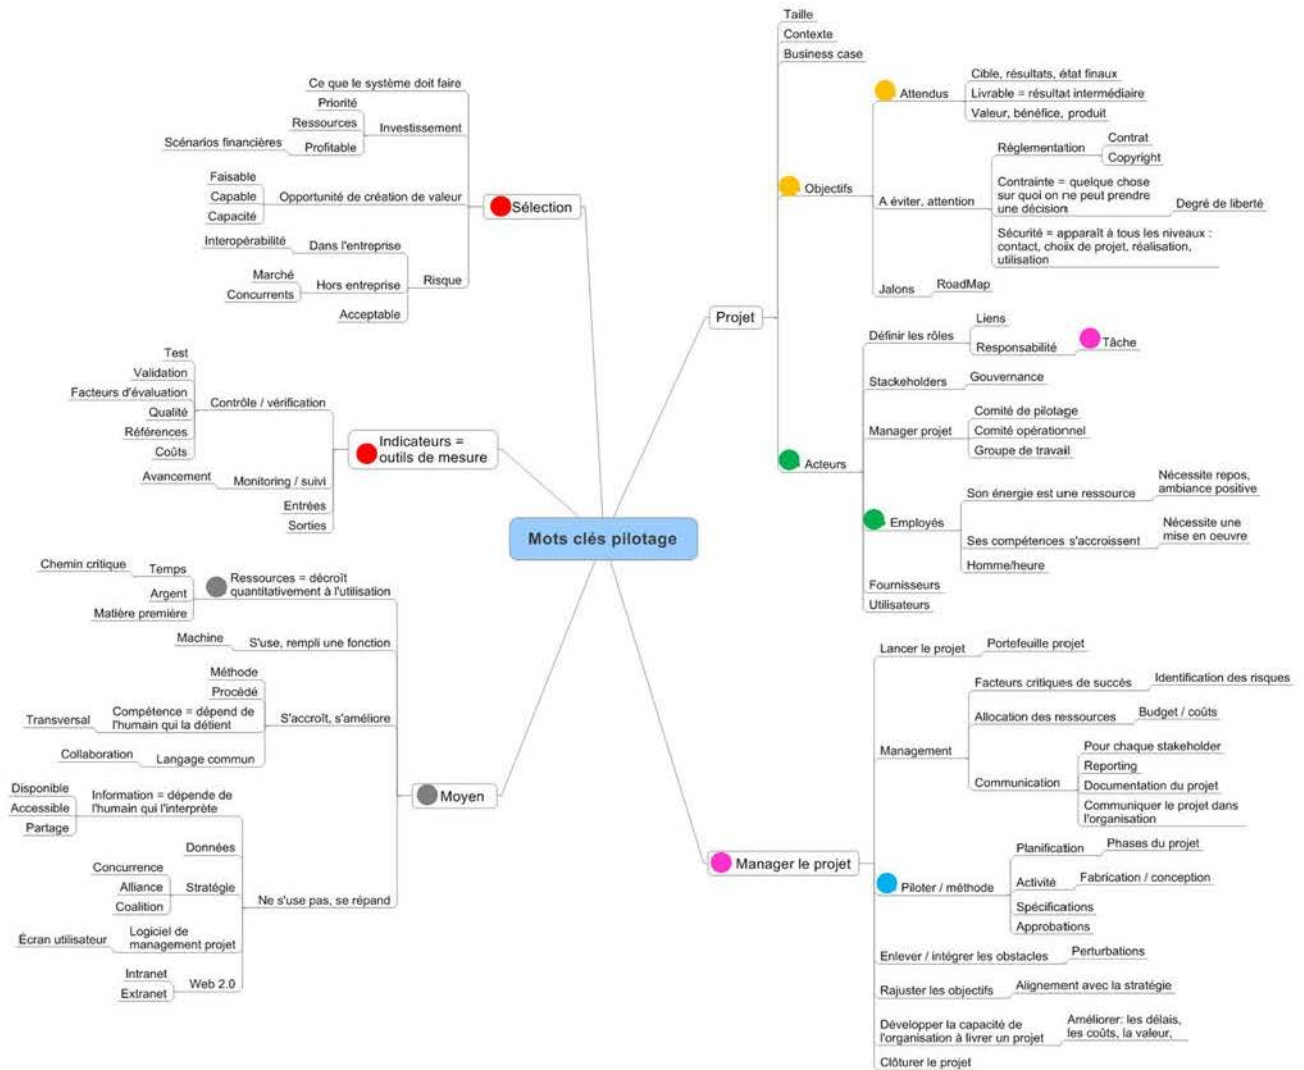 Mots clés pilotage
Projet
Taille
Contexte
Business case
Objectifs
Attendus
Cible, résultats, état finaux
Livrable = résultat intermédiaire
Valeur, bénéfice, produit
A éviter, attention
Réglementation
Contrat
Copyright
Contrainte = quelque chose
sur quoi on ne peut prendre
une décision
Degré de liberté
Sécurité = apparaît à tous les niveaux :
contact, choiix de projet, réalisation,
utilisation
Jalons
RoadMap
Acteurs
Définir les rôles
Liens
Responsabilité
Tâche
Stackeholders
Gouvernance
Manager projet
Comité de pilotage
Comité opérationnel
Groupe de travail
Employés
Son énergie est une ressource
Nécessite repos,
ambiance positive
Ses compétences s'accroissent
Nécessite une
mise en oeuvre
Homme/heure
Fournisseurs
Utilisateurs
Manager le projet
Lancer le projet
Portefeuille projet
Management
Facteurs critiques de succès
Identification des risques
Allocation des ressources
Budget / coûts
Communication
Pour chaque stakeholder
Reporting
Documentation du projet
Communiquer le projet dans
l'organisation
Piloter / méthode
Planification
Phases du projet
Activité
Fabrication / conception
Spécifications
Approbations
Enlever / intégrer les obstacles
Perturbations
Rajuster les objectifs
Alignement avec la stratégie
Développer la capacité de
l'organisation à livrer un projet
Améliorer: les délais,
les coûts, la valeur,
Clôturer le projet
Sélection
Ce que le système doit faire
Investissement
Priorité
Ressources
Profitable
Scénarios financières
Opportunité de création de valeur
Faisable
Capable
Capacité
Risque
Dans l'entreprise
Interopérabilité
Hors entreprise
Marché
Concurrents
Acceptable
Indicateurs =
outils de mesure
Contrôle / vérification
Test
Validation
Facteurs d'évaluation
Qualité
Références
Coûts
Monitoring / suivi
Avancement
Entrées
Sorties
Moyen
Ressources = décroît
quantitativement à l'utilisation
Temps
Chemin critique
Argent
Matière première
S'use, rempli une fonction
Machine
S'accroît, s'améliore
Méthode
Procédé
Compétence = dépend de
l'humain qui la détient
Transversal
Langage commun
Collaboration
Ne s'use pas, se répand
Information = dépende de
l'humain qui l'interprète
Disponible
Accessible
Partage
Données
Stratégie
Concurrence
Alliance
Coalition
Logiciel de
management projet
Écran utilisateur
Web 2.0
Intranet
Extranet